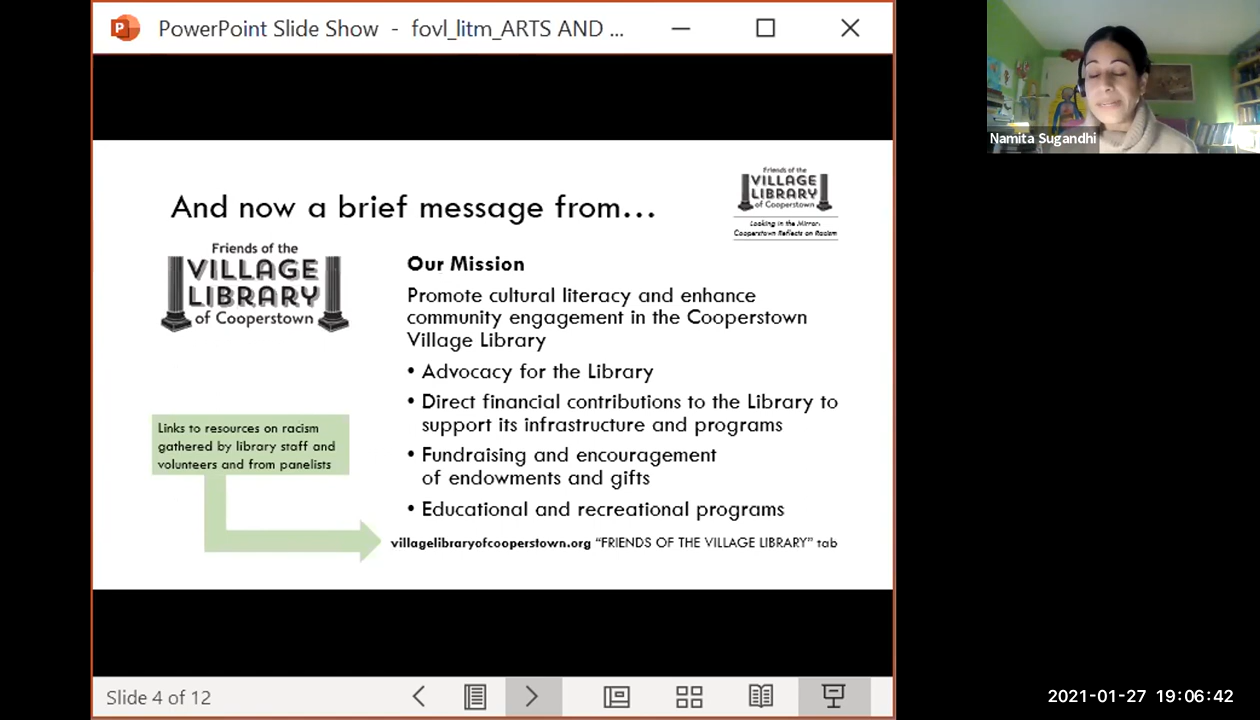 PowerPoint Slide Show - fovl_litm_ARTS AND ...
Namita Sugandhi
And now a brief message from...
Friends of the
VILLAGE
LIBRARY
of Cooperstown
Looking in the Mirror:
Cooperstown Reflects on Racism
Friends of the
VILLAGE
LIBRARY
of Cooperstown
Our Mission
Promote cultural literacy and enhance
community engagement in the Cooperstown
Village Library
• Advocacy for the Library
• Direct financial contributions to the Library to
support its infrastructure and programs
• Fundraising and encouragement
of endowments and gifts
• Educational and recreational programs
Links to resources on racism
gathered by library staff and
volunteers and from panelists
villagelibraryofcooperstown.org “FRIENDS OF THE VILLAGE LIBRARY” tab
Slide 4 of 12
2021-01-27 19:06:42